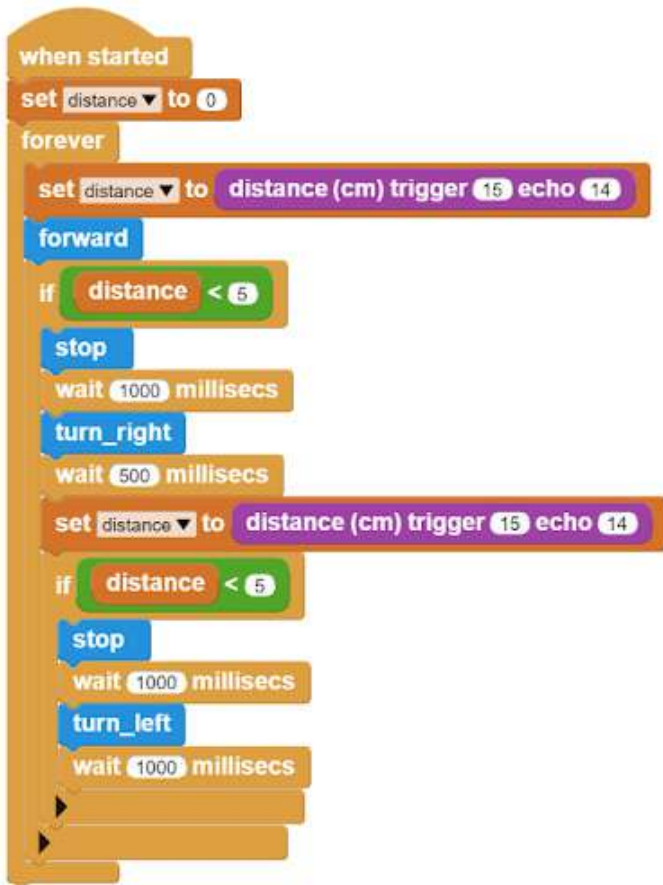 when started
set distance ▼ to 0
forever
set distance ▼ to distance (cm) trigger 15 echo 14
forward
if distance < 5
stop
wait 1000 millisecs
turn_right
wait 500 millisecs
set distance ▼ to distance (cm) trigger 15 echo 14
if distance < 5
stop
wait 1000 millisecs
turn_left
wait 1000 millisecs